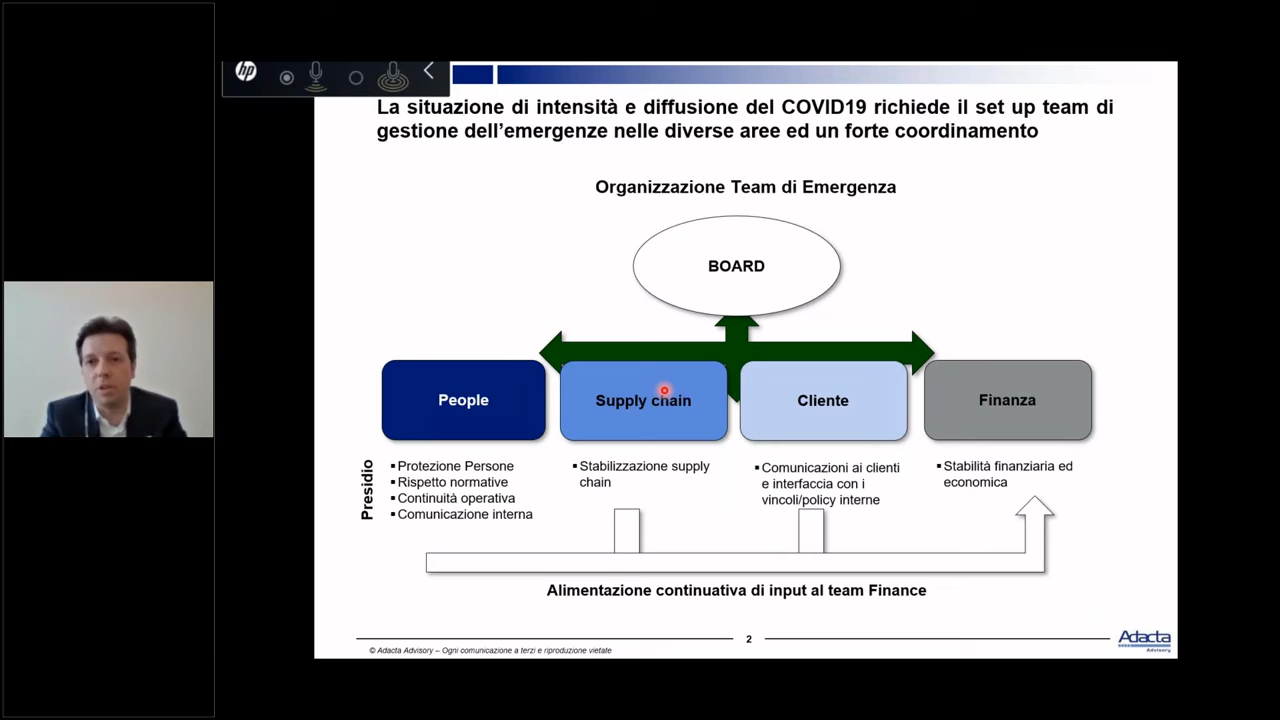 hp
La situazione di intensità e diffusione del COVID19 richiede il set up team di
gestione dell'emergenze nelle diverse aree ed un forte coordinamento
Organizzazione Team di Emergenza
BOARD
People
Supply chain
Cliente
Finanza
Presidio
▪ Protezione Persone
▪ Rispetto normative
▪ Continuità operativa
▪ Comunicazione interna
▪ Stabilizzazione supply
chain
▪ Comunicazioni ai clienti
e interfaccia con i
vincoli/policy interne
▪ Stabilità finanziaria ed
economica
Alimentazione continuativa di input al team Finance
2
© Adacta Advisory – Ogni comunicazione a terzi e riproduzione vietate
Adacta
Advisory